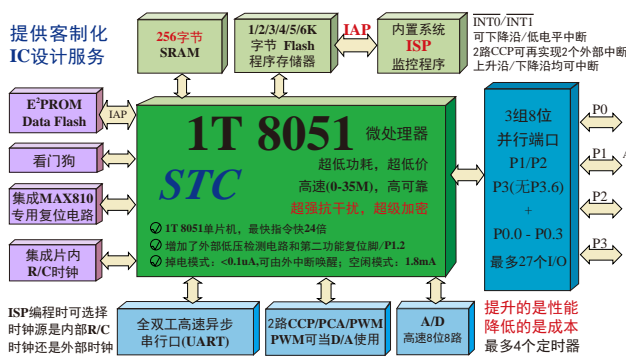 提供客制化
IC设计服务
256字节
SRAM
1/2/3/4/5/6K
字节 Flash
程序存储器
IAP
内置系统
ISP
监控程序
INT0/INT1
可下降沿/低电平中断
2路CCP可再实现2个外部中断
上升沿/下降沿均可中断
E²PROM
Data Flash
IAP
看门狗
集成MAX810
专用复位电路
集成片内
R/C时钟
1T 8051 微处理器
STC
超低功耗，超低价
高速(0-35M)，高可靠
超强抗干扰，超级加密
1T 8051单片机，最快指令快24倍
增加了外部低压检测电路和第二功能复位脚/P1.2
掉电模式：<0.1uA,可由外中断唤醒；空闲模式：1.8mA
3组8位
并行端口
P1/P2
P3(无P3.6)
+
P0.0 - P0.3
最多27个I/O
P0
P1
P2
P3
ISP编程时可选择
时钟源是内部R/C
时钟还是外部时钟
全双工高速异步
串行口(UART)
2路CCP/PCA/PWM
PWM可当D/A使用
A/D
高速8位8路
提升的是性能
降低的是成本
最多4个定时器